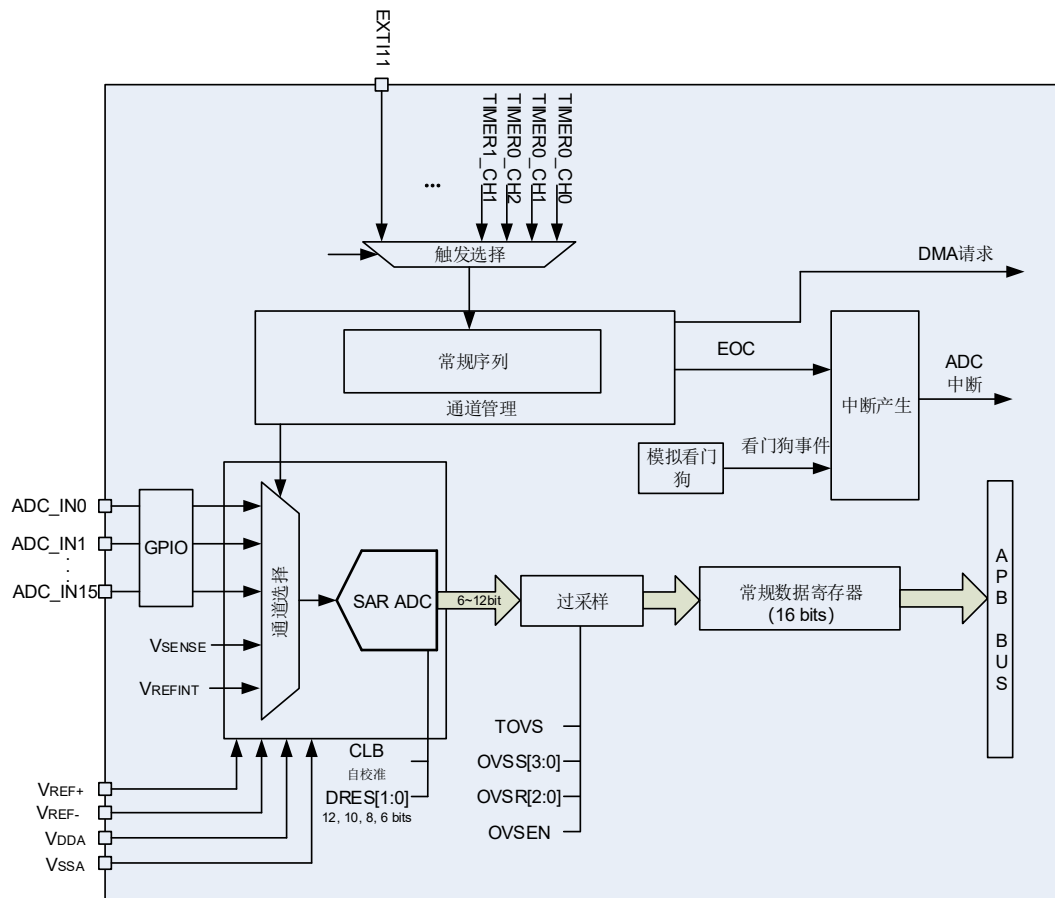 EXTI11
TIMER1_CH1
TIMER0_CH2
TIMER0_CH1
TIMER0_CH0
...
触发选择
DMA请求
常规序列
通道管理
EOC
中断产生
ADC
中断
模拟看门
狗
看门狗事件
ADC_IN0
ADC_IN1
ADC_IN15
GPIO
通道选择
SAR ADC
6~12bit
过采样
常规数据寄存器
(16 bits)
APB BUS
VSENSE
VREFINT
CLB
自校准
DRES[1:0]
12, 10, 8, 6 bits
TOVS
OVSS[3:0]
OVSR[2:0]
OVSEN
VREF+
VREF-
VDDA
VSSA